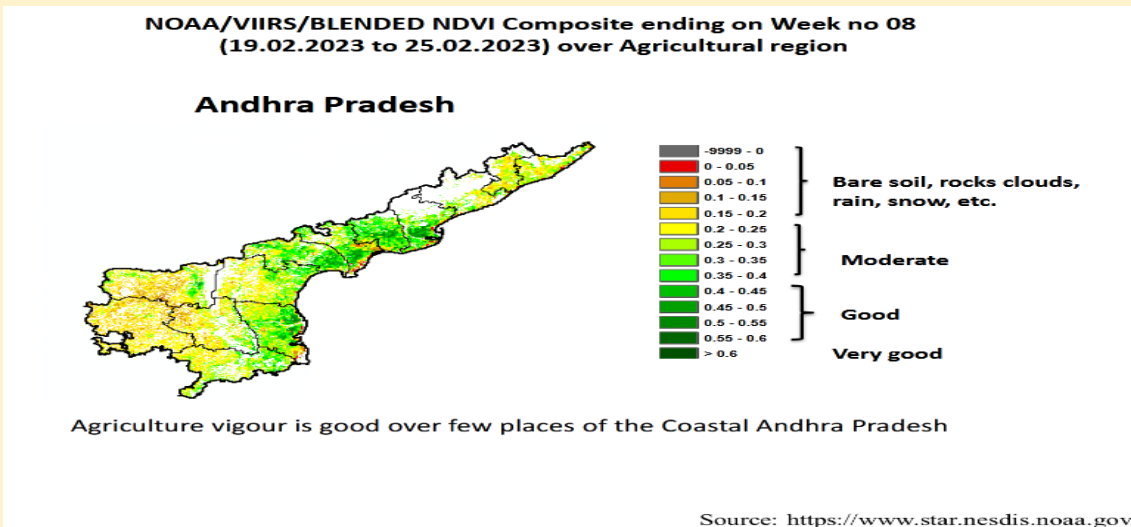 NOAA/VIIRS/BLENDED NDVI Composite ending on Week no 08
(19.02.2023 to 25.02.2023) over Agricultural region
Andhra Pradesh
-9999 - 0
0 - 0.05
0.05 - 0.1
0.1 - 0.15
0.15 - 0.2
0.2 - 0.25
0.25 - 0.3
0.3 - 0.35
0.35 - 0.4
0.4 - 0.45
0.45 - 0.5
0.5 - 0.55
0.55 - 0.6
> 0.6
Bare soil, rocks clouds,
rain, snow, etc.
Moderate
Good
Very good
Agriculture vigour is good over few places of the Coastal Andhra Pradesh
Source: https://www.star.nesdis.noaa.gov